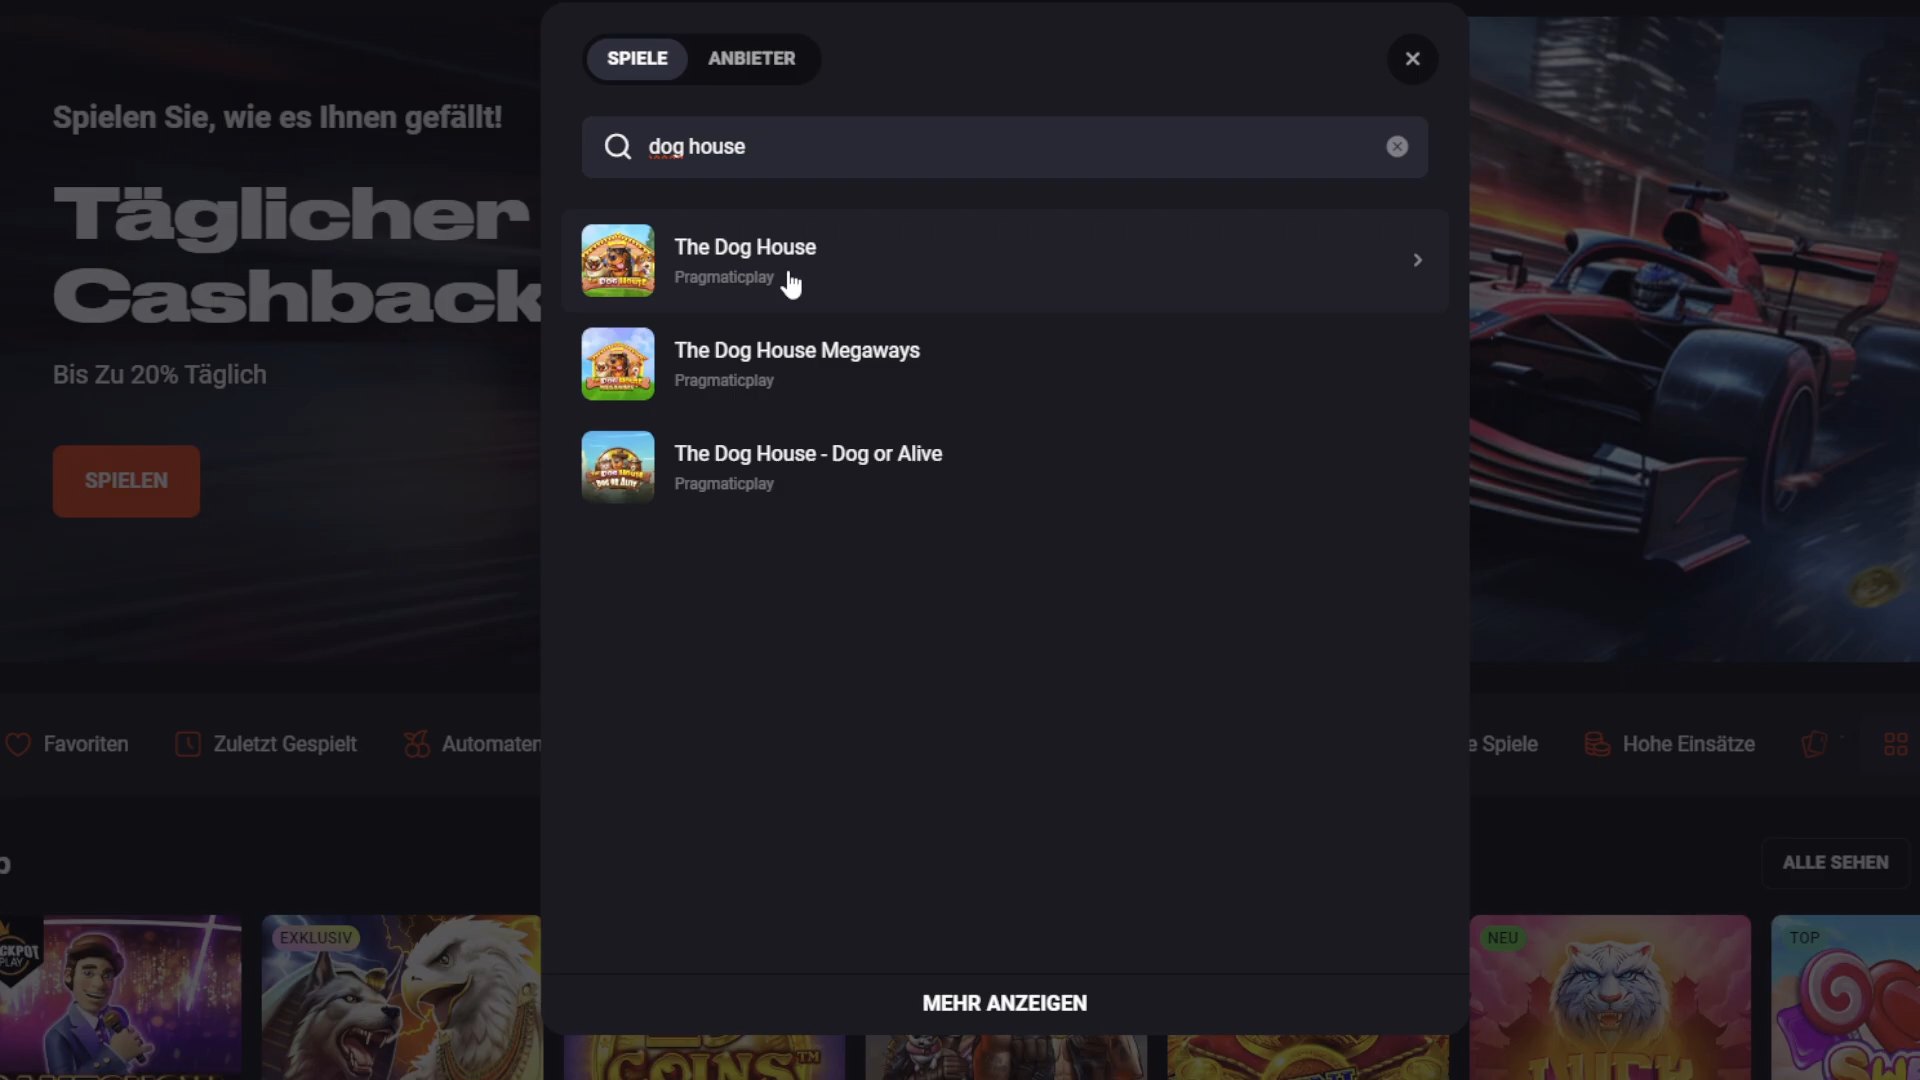 SPIELE
ANBIETER
dog house
The Dog House
Pragmaticplay
The Dog House Megaways
Pragmaticplay
The Dog House - Dog or Alive
Pragmaticplay
MEHR ANZEIGEN
Spielen Sie, wie es Ihnen gefällt!
Täglicher
Cashback
Bis Zu 20% Täglich
SPIELEN
Favoriten
Zuletzt Gespielt
Automaten
e Spiele
Hohe Einsätze
ALLE SEHEN
EXKLUSIV
NEU
TOP
COINS™